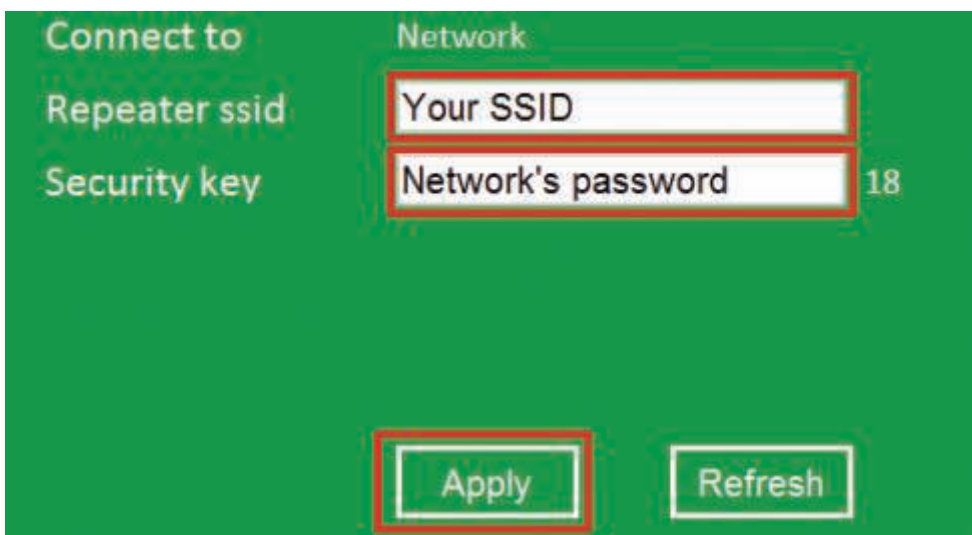 Connect to Network
Repeater ssid Your SSID
Security key Network's password 18
Apply Refresh